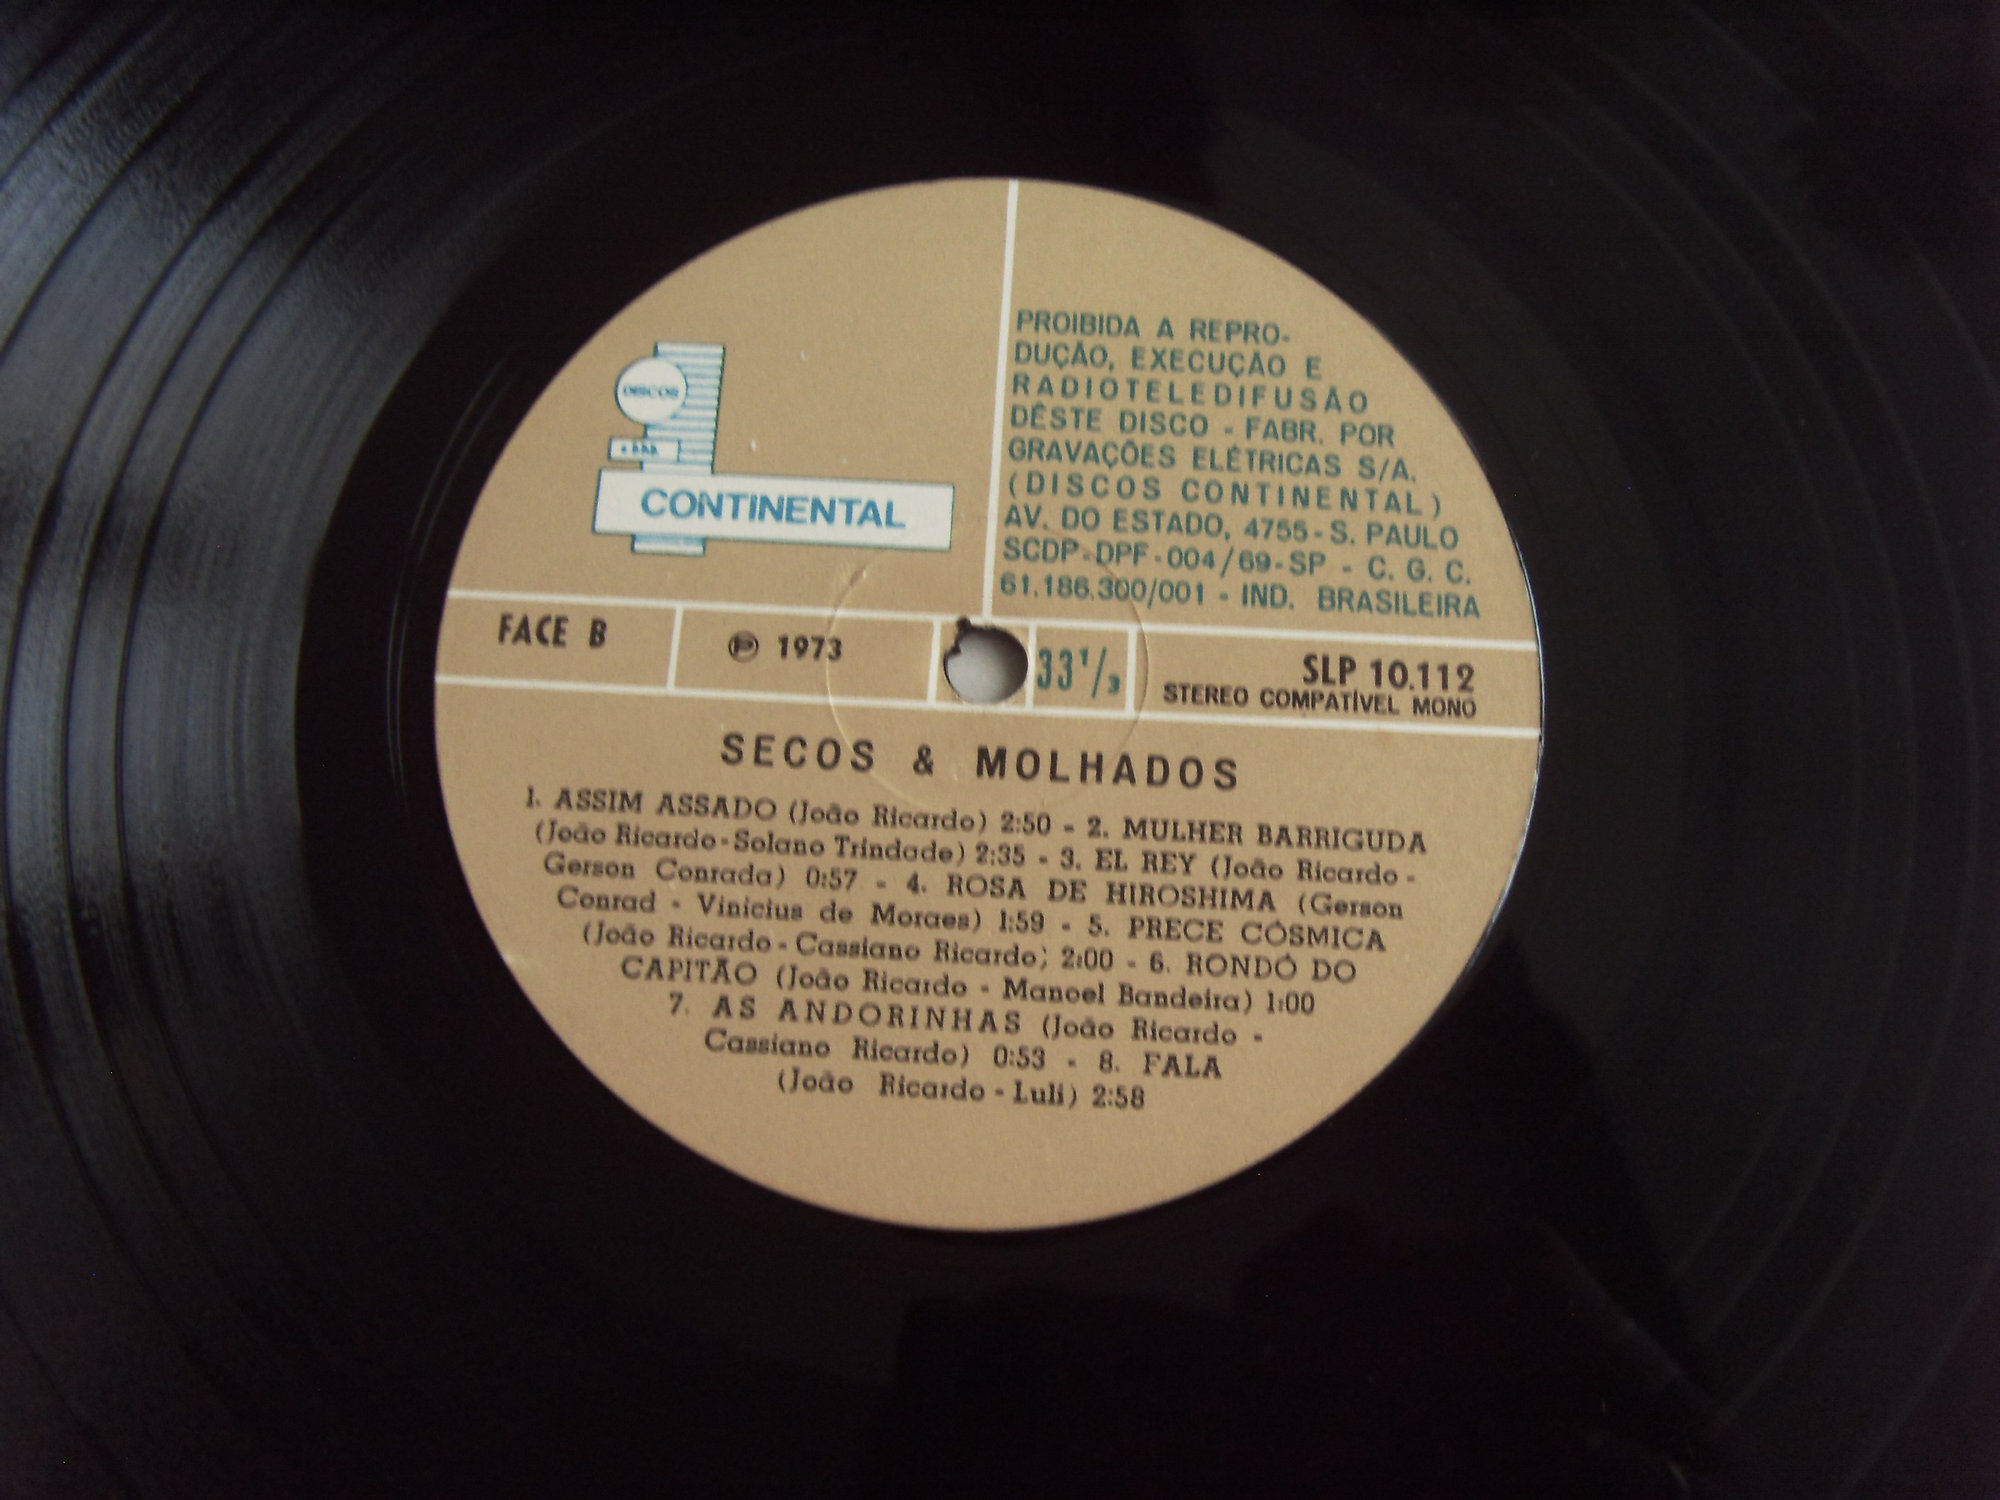 DISCOS
CONTINENTAL
PROIBIDA A REPRO-
DUÇÃO, EXECUÇÃO E
RADIOTELEDIFUSÃO
DÊSTE DISCO - FABR. POR
GRAVAÇÕES ELÉTRICAS S/A.
(DISCOS CONTINENTAL)
AV. DO ESTADO, 4755 - S. PAULO
SCDP-DPF-004/69-SP - C. G. C.
61.186.300/001 - IND. BRASILEIRA
FACE B
℗ 1973
33 1/3
SLP 10.112
STEREO COMPATÍVEL MONO
SECOS & MOLHADOS
1. ASSIM ASSADO (João Ricardo) 2:50 - 2. MULHER BARRIGUDA
(João Ricardo-Solano Trindade) 2:35 - 3. EL REY (João Ricardo -
Gerson Conrada) 0:57 - 4. ROSA DE HIROSHIMA (Gerson
Conrad - Vinicius de Moraes) 1:59 - 5. PRECE CÓSMICA
(João Ricardo - Cassiano Ricardo; 2:00 - 6. RONDÓ DO
CAPITÃO (João Ricardo - Manoel Bandeira) 1:00
7. AS ANDORINHAS (João Ricardo -
Cassiano Ricardo) 0:53 - 8. FALA
(João Ricardo - Luli) 2:58